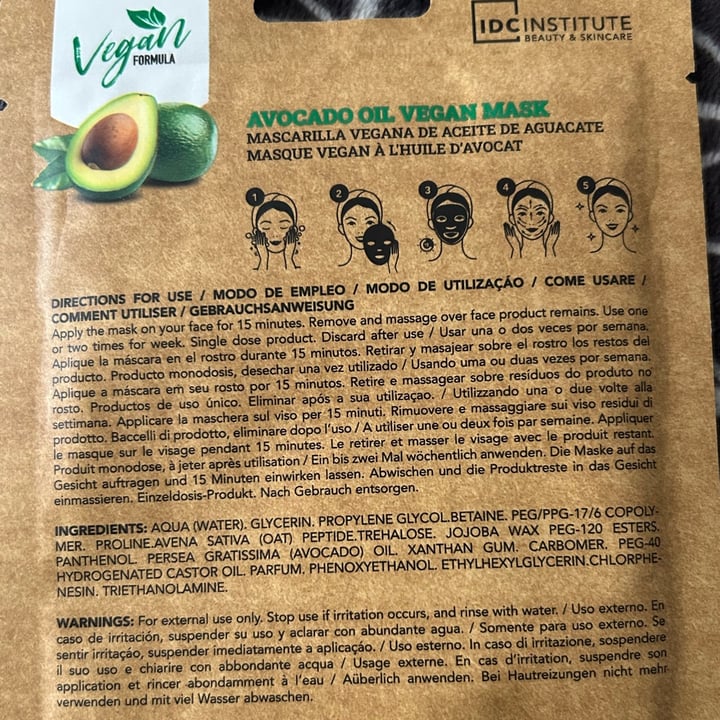 Vegan
FORMULA
IDC INSTITUTE
BEAUTY & SKINCARE
AVOCADO OIL VEGAN MASK
MASCARILLA VEGANA DE ACEITE DE AGUACATE
MASQUE VEGAN À L'HUILE D'AVOCAT
1 2 3 4 5
DIRECTIONS FOR USE / MODO DE EMPLEO / MODO DE UTILIZAÇÁO / COME USARE /
COMMENT UTILISER / GEBRAUCHSANWEISUNG
Apply the mask on your face for 15 minutes. Remove and massage over face product remains. Use one
or two times for week. Single dose product. Discard after use / Usar una o dos veces por semana.
Aplique la máscara en el rostro durante 15 minutos. Retirar y masajear sobre el rostro los restos del
producto. Producto monodosis, desechar una vez utilizado / Usando uma ou duas vezes por semana.
Aplique a máscara em seu rosto por 15 minutos. Retire e massagear sobre resíduos do produto no
rosto. Productos de uso único. Eliminar após a sua utilizaçao. / Utilizzando una o due volte alla
settimana. Applicare la maschera sul viso per 15 minuti. Rimuovere e massaggiare sui viso residui di
prodotto. Baccelli di prodotto, eliminare dopo l'uso / A utiliser une ou deux fois par semaine. Appliquer
le masque sur le visage pendant 15 minutes. Le retirer et masser le visage avec le produit restant.
Produit monodose, à jeter après utilisation / Ein bis zwei Mal wöchentlich anwenden. Die Maske auf das
Gesicht auftragen und 15 Minuten einwirken lassen. Abwischen und die Produktreste in das Gesicht
einmassieren. Einzeldosis-Produkt. Nach Gebrauch entsorgen.
INGREDIENTS: AQUA (WATER). GLYCERIN. PROPYLENE GLYCOL.BETAINE. PEG/PPG-17/6 COPOLY-
MER. PROLINE.AVENA SATIVA (OAT) PEPTIDE.TREHALOSE. JOJOBA WAX PEG-120 ESTERS.
PANTHENOL. PERSEA GRATISSIMA (AVOCADO) OIL. XANTHAN GUM. CARBOMER. PEG-40
HYDROGENATED CASTOR OIL. PARFUM. PHENOXYETHANOL. ETHYLHEXYLGLYCERIN.CHLORPHE-
NESIN. TRIETHANOLAMINE.
WARNINGS: For external use only. Stop use if irritation occurs, and rinse with water. / Uso externo. En
caso de irritación, suspender su uso y aclarar con abundante agua. / Somente para uso externo. Se
sentir irritação, suspender imediatamente a aplicação. / Uso esterno. In caso di irritazione, sospendere
il suo uso e chiarire con abbondante acqua / Usage externe. En cas d'irritation, suspendre son
application et rincer abondamment à l'eau / Aüberlich anwenden. Bei Hautreizungen nicht mehr
verwenden und mit viel Wasser abwaschen.